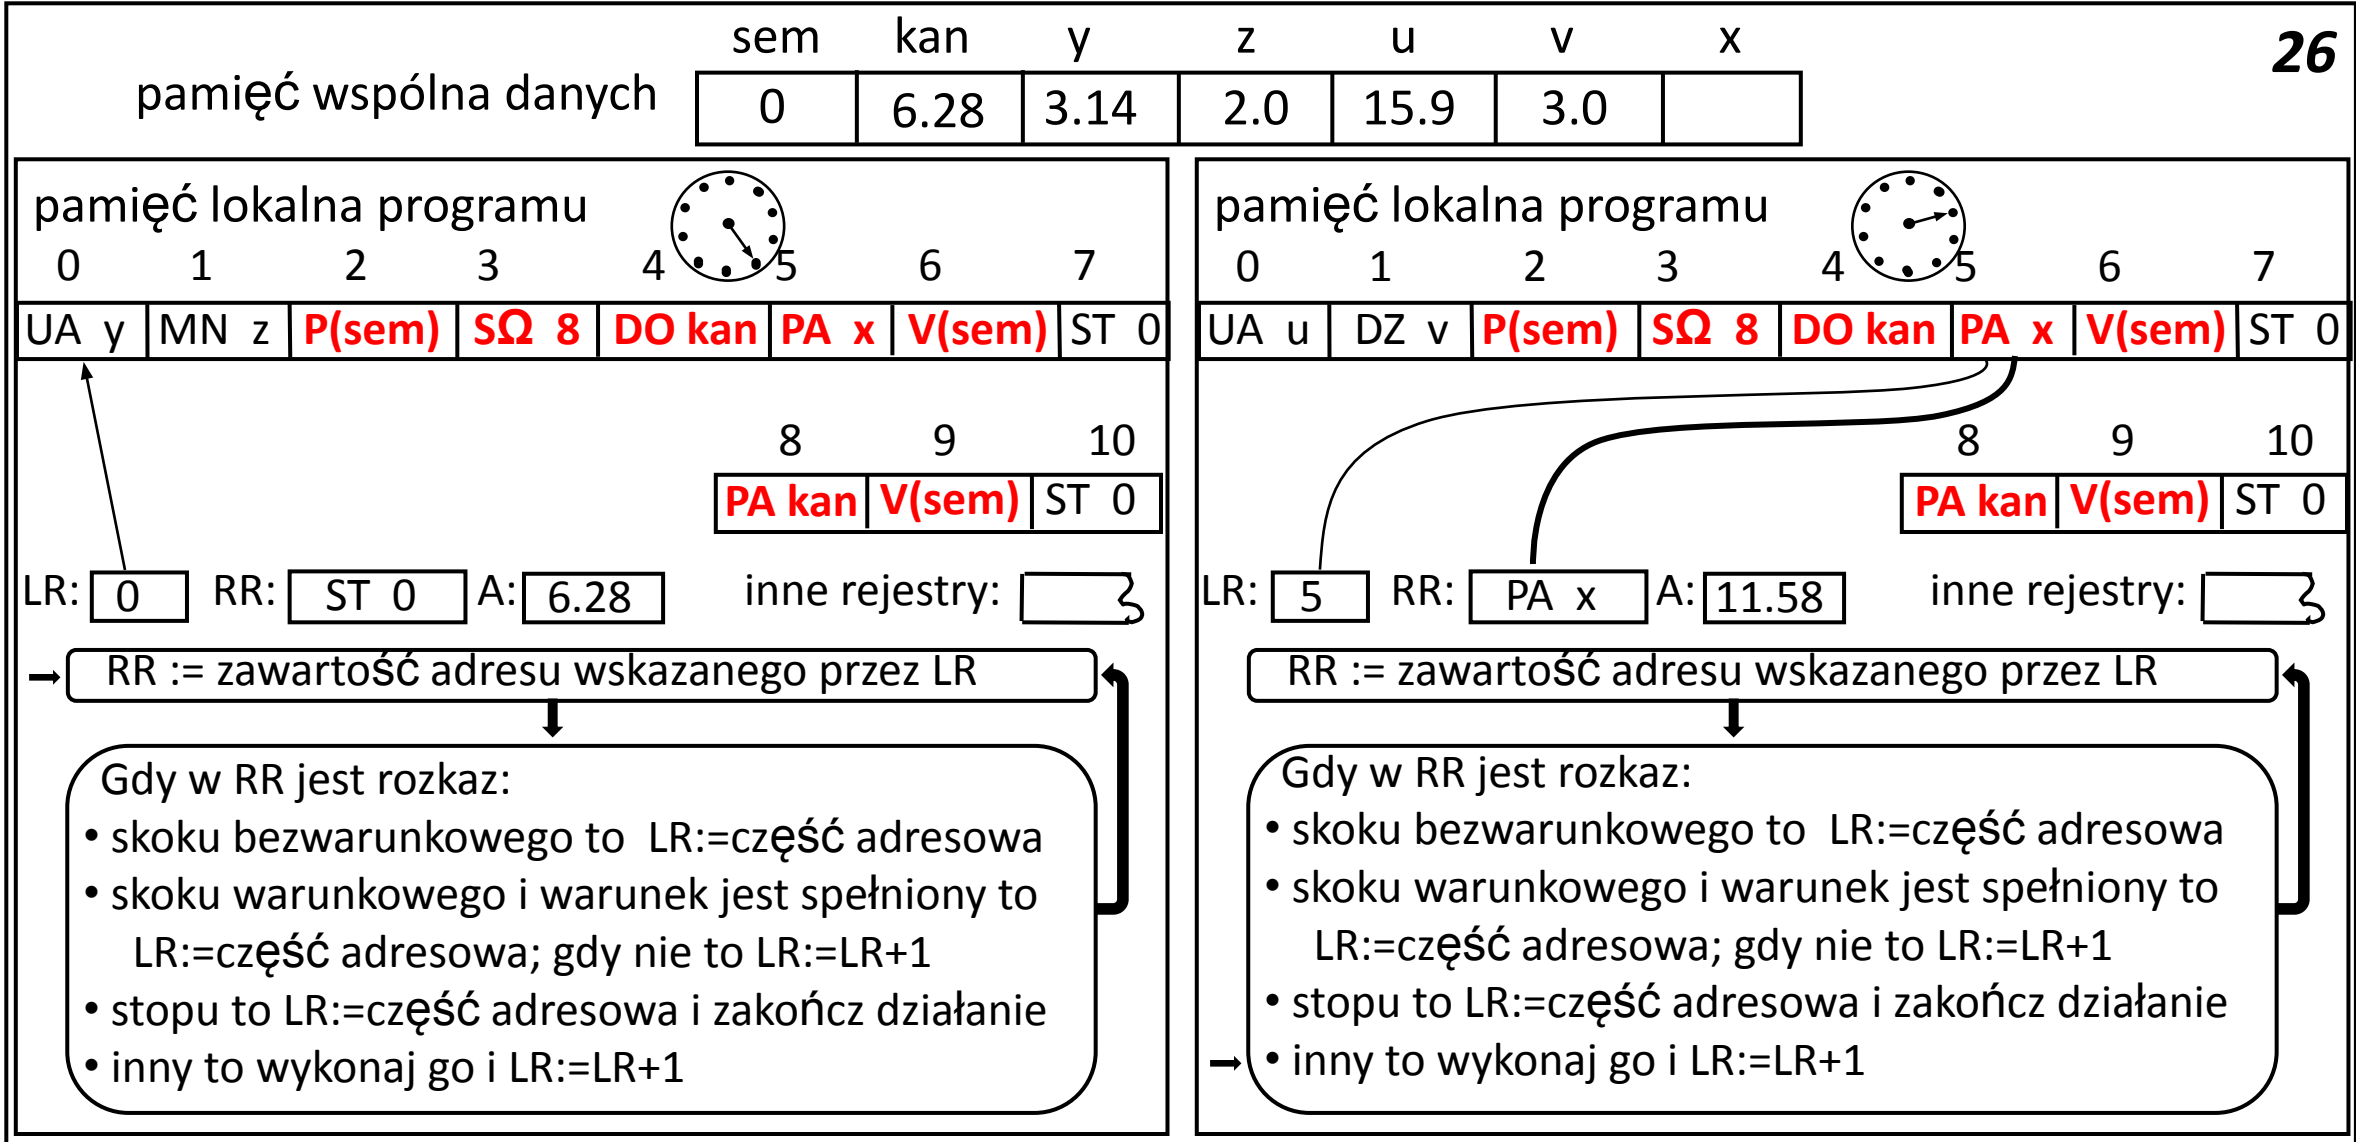 sem kan y z u v x
26
pamięć wspólna danych 0 6.28 3.14 2.0 15.9 3.0
pamięć lokalna programu
0 1 2 3 4 5 6 7
UA y MN z P(sem) SΩ 8 DO kan PA x V(sem) ST 0
8 9 10
PA kan V(sem) ST 0
LR: 0 RR: ST 0 A: 6.28 inne rejestry:
RR := zawartość adresu wskazanego przez LR
Gdy w RR jest rozkaz:
• skoku bezwarunkowego to LR:=część adresowa
• skoku warunkowego i warunek jest spełniony to
LR:=część adresowa; gdy nie to LR:=LR+1
• stopu to LR:=część adresowa i zakończ działanie
• inny to wykonaj go i LR:=LR+1
pamięć lokalna programu
0 1 2 3 4 5 6 7
UA u DZ v P(sem) SΩ 8 DO kan PA x V(sem) ST 0
8 9 10
PA kan V(sem) ST 0
LR: 5 RR: PA x A: 11.58 inne rejestry:
RR := zawartość adresu wskazanego przez LR
Gdy w RR jest rozkaz:
• skoku bezwarunkowego to LR:=część adresowa
• skoku warunkowego i warunek jest spełniony to
LR:=część adresowa; gdy nie to LR:=LR+1
• stopu to LR:=część adresowa i zakończ działanie
• inny to wykonaj go i LR:=LR+1